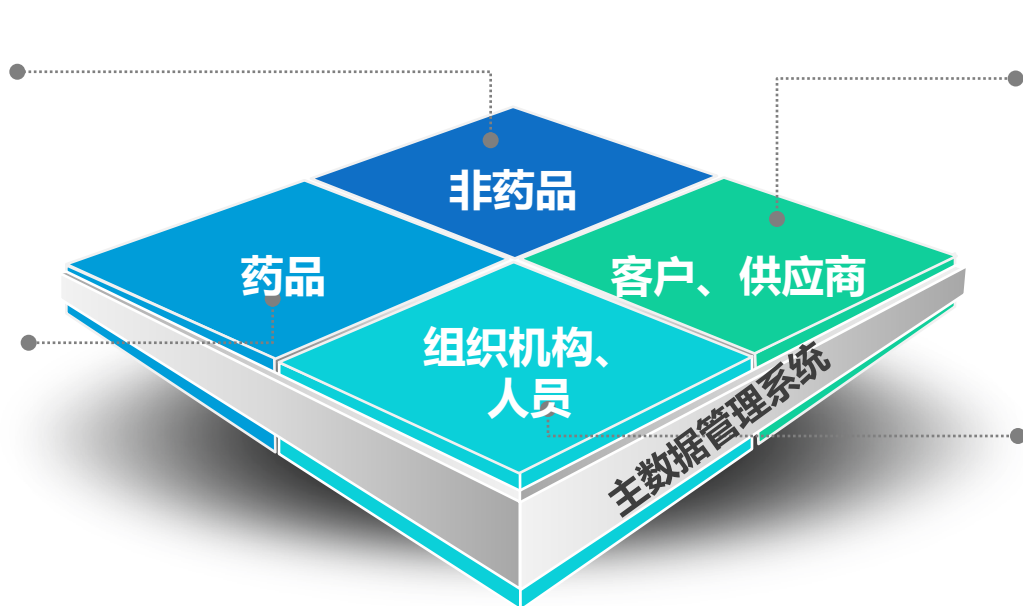 非药品
药品
客户、供应商
组织机构、
人员
主数据管理系统